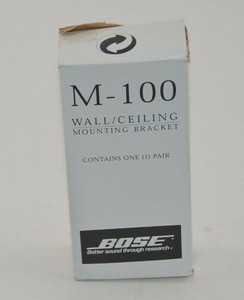 M-100
WALL/CEILING
MOUNTING BRACKET
CONTAINS ONE (1) PAIR
BOSE
Better sound through research